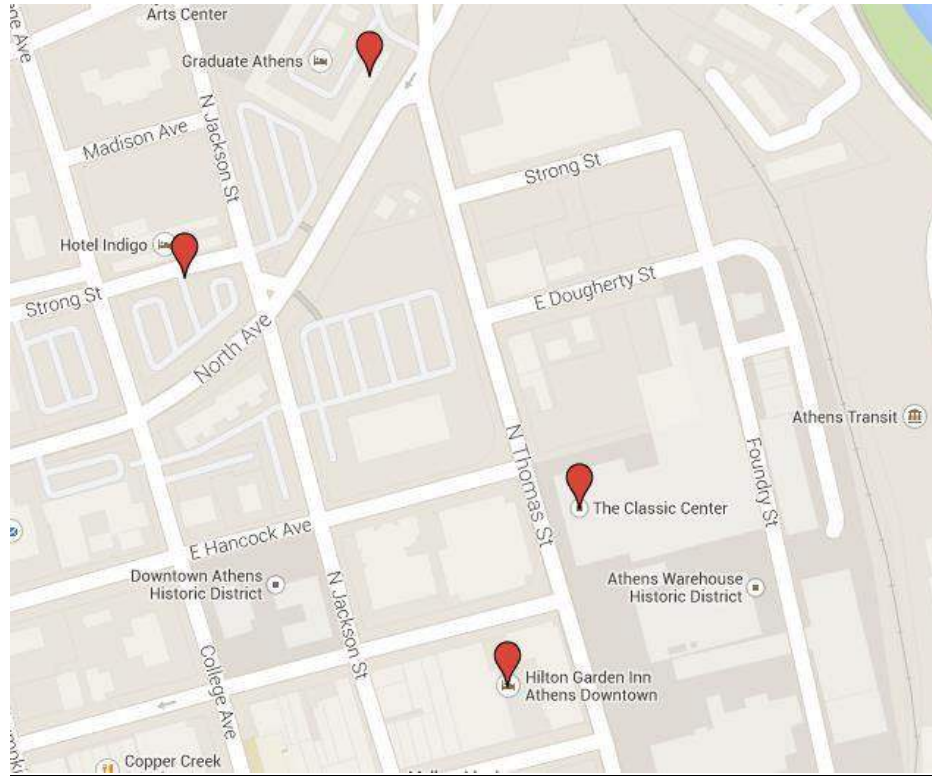 Arts Center
Graduate Athens
N Jackson St
Madison Ave
Strong St
Hotel Indigo
Strong St
E Dougherty St
North Ave
Athens Transit
N Thomas St
Foundry St
The Classic Center
E Hancock Ave
Downtown Athens
Historic District
Athens Warehouse
Historic District
N Jackson St
College Ave
Hilton Garden Inn
Athens Downtown
Copper Creek